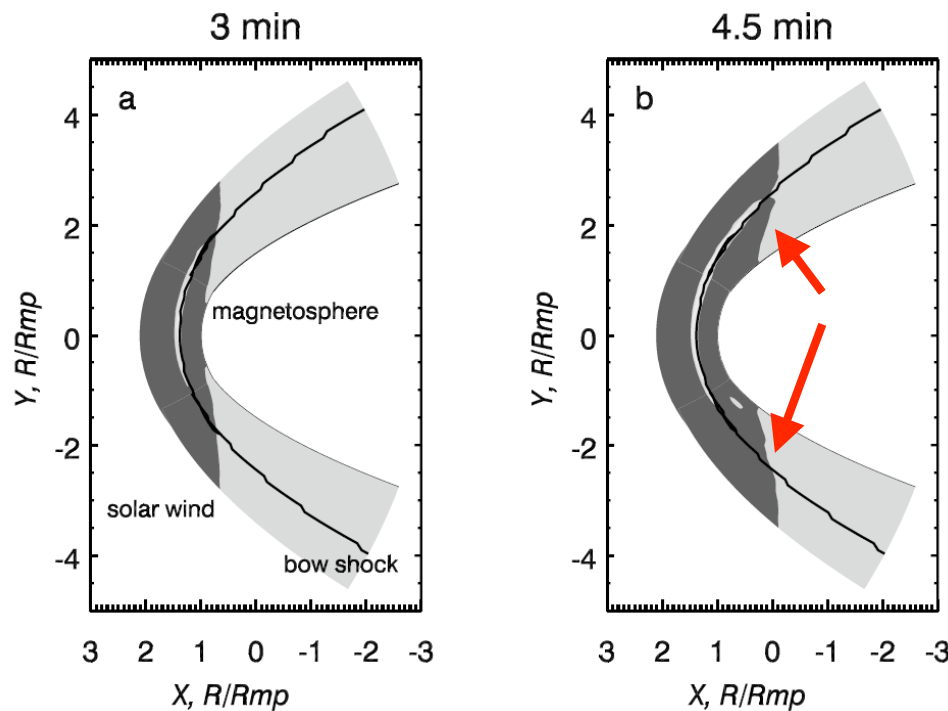 3 min
4.5 min
a
b
4
2
0
-2
-4
4
2
0
-2
-4
Y, R/Rmp
Y, R/Rmp
magnetosphere
solar wind
bow shock
3 2 1 0 -1 -2 -3
3 2 1 0 -1 -2 -3
X, R/Rmp
X, R/Rmp